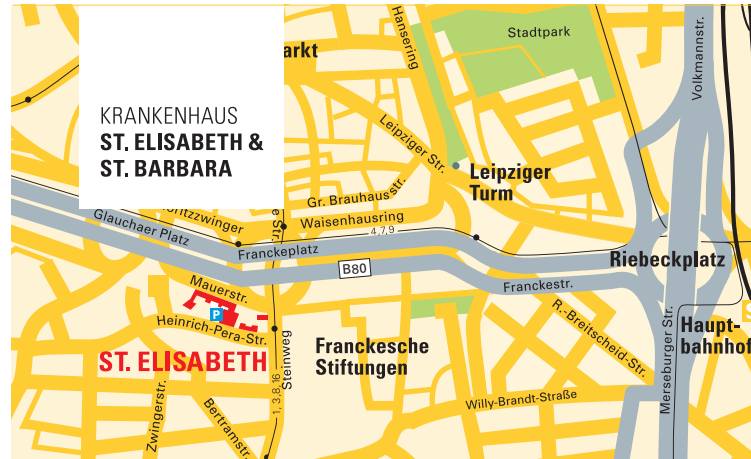 KRANKENHAUS
ST. ELISABETH &
ST. BARBARA
arkt
Hansering
Stadtpark
Volkmannstr.
Leipziger Str.
Leipziger
Turm
Gr. Brauhausstr.
oritzzwinger
e Str.
Waisenhausring
Glauchaer Platz
4,7,9
Franckeplatz
B80
Riebeckplatz
Mauerstr.
Franckestr.
P
Heinrich-Pera-Str.
ST. ELISABETH
Steinweg
1, 3, 8, 16
Franckesche
Stiftungen
R.-Breitscheid-Str.
Merseburger Str.
Haupt-
bahnhof
Zwingerstr.
Bertramstr.
Willy-Brandt-Straße